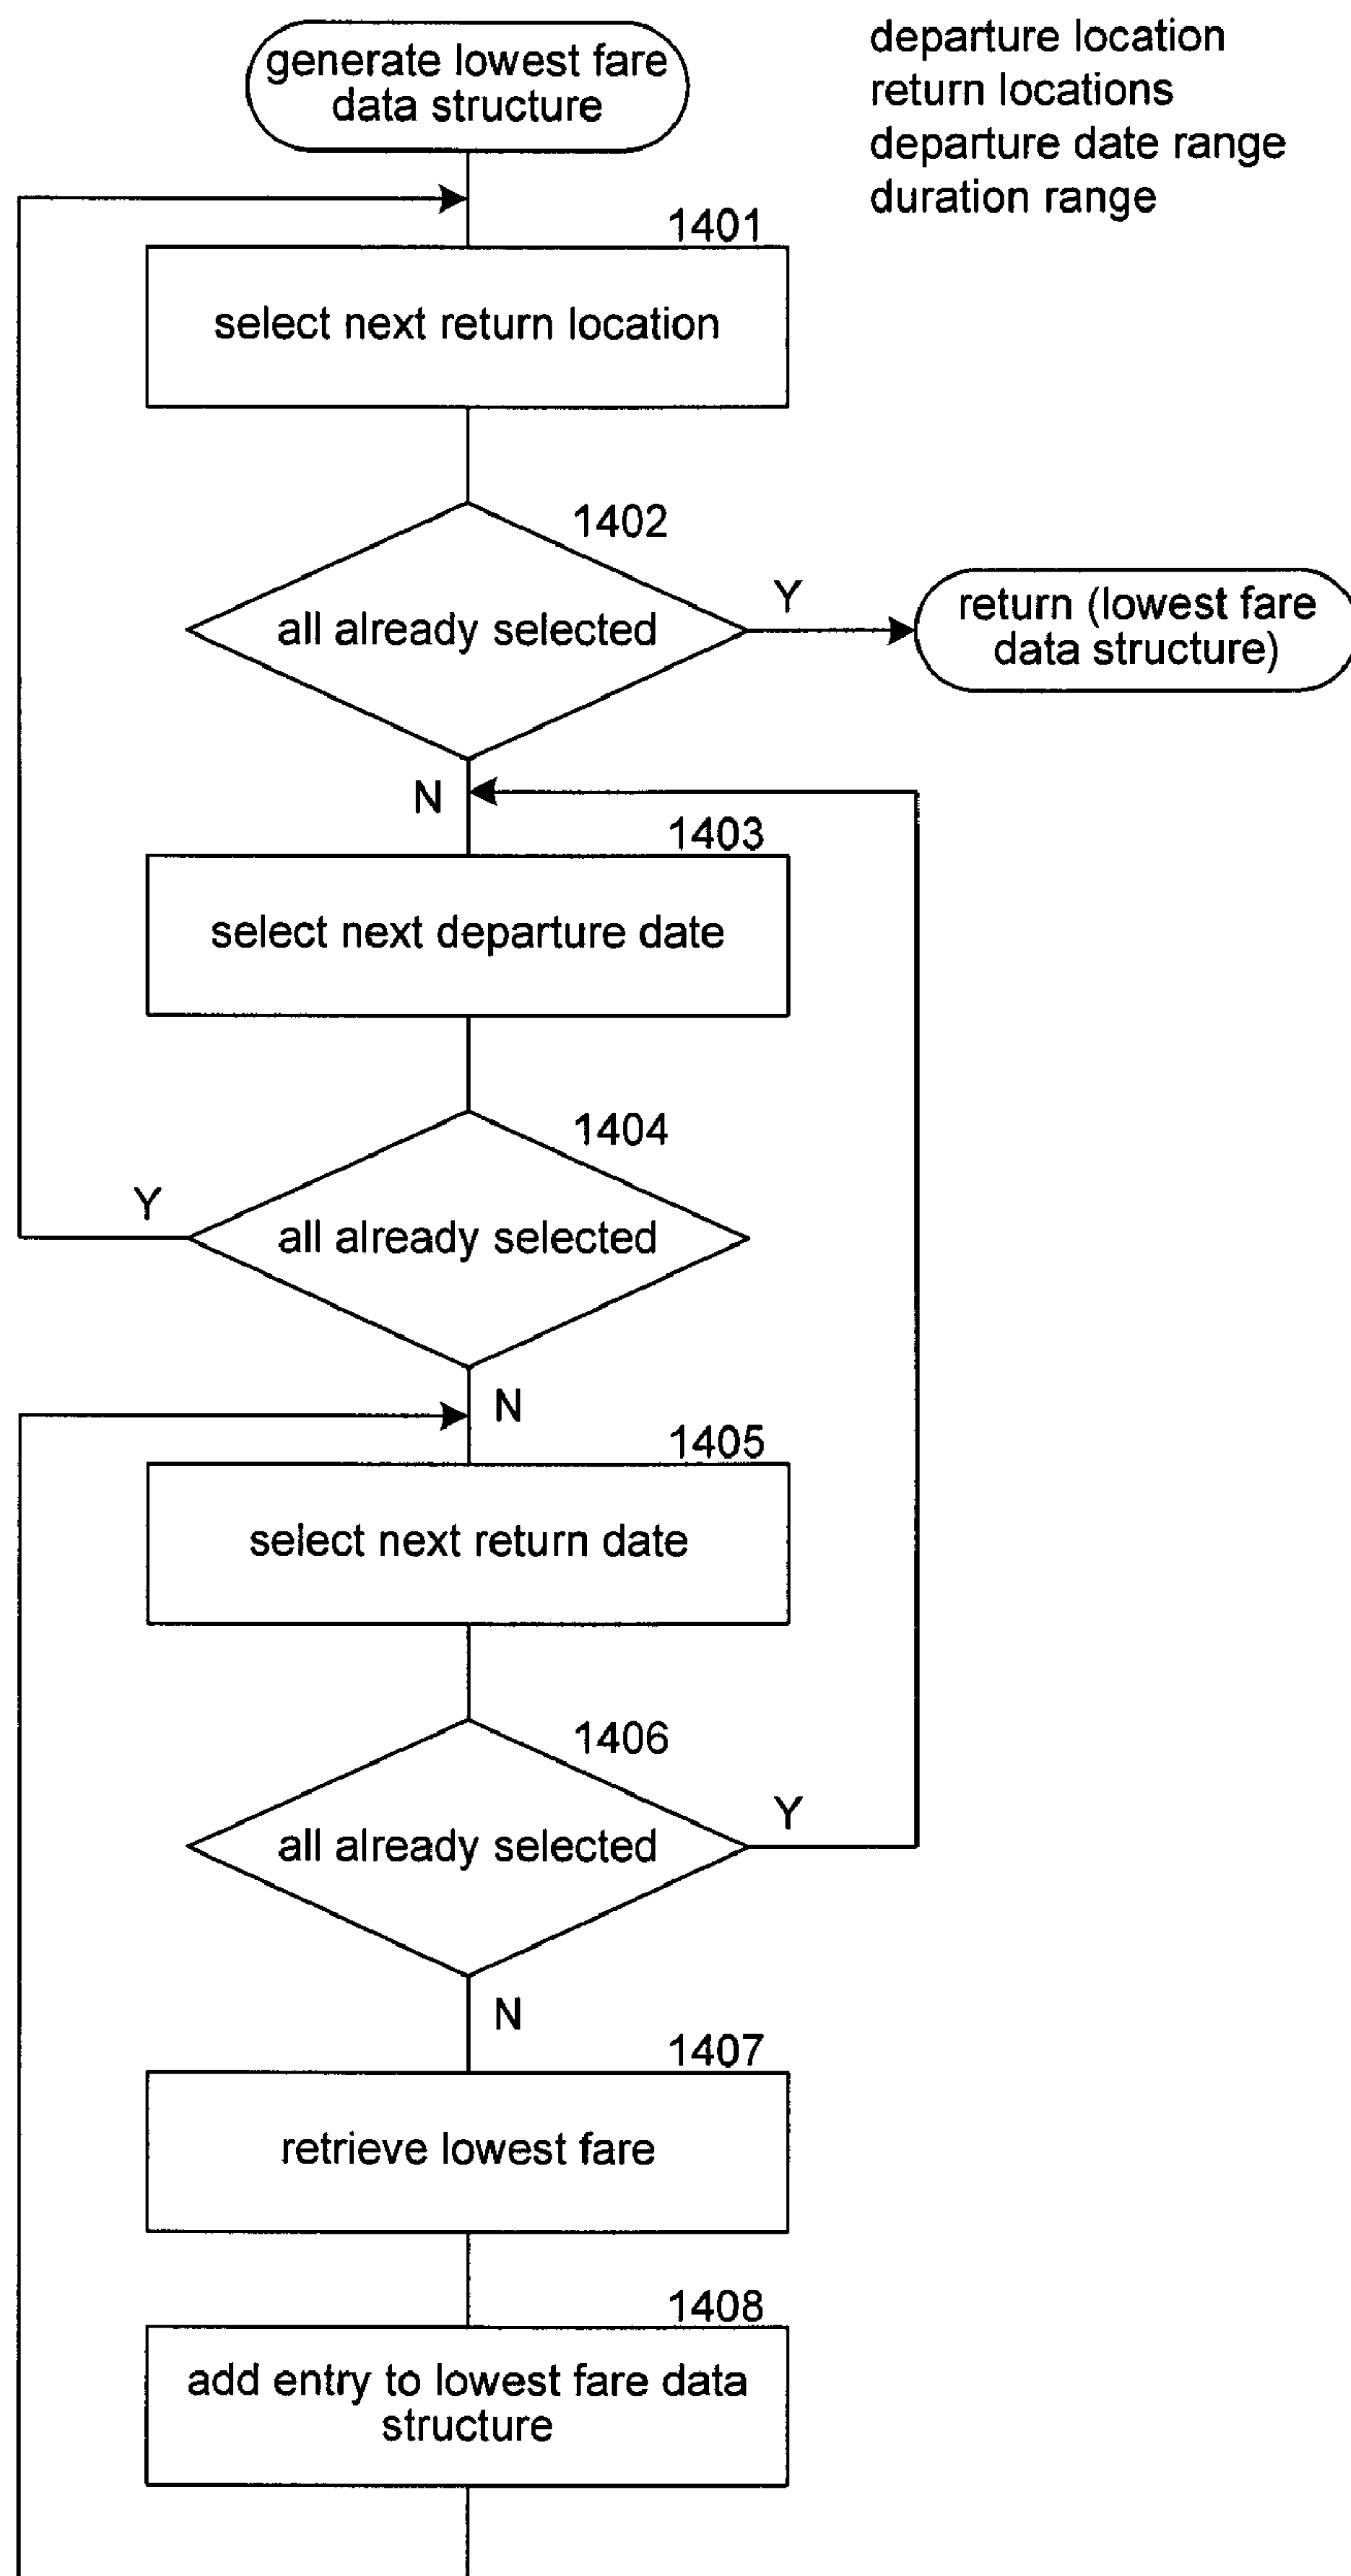 generate lowest fare
data structure
departure location
return locations
departure date range
duration range
1401
select next return location
1402
all already selected
Y
return (lowest fare
data structure)
N
1403
select next departure date
1404
all already selected
Y
N
1405
select next return date
1406
all already selected
Y
N
1407
retrieve lowest fare
1408
add entry to lowest fare data
structure